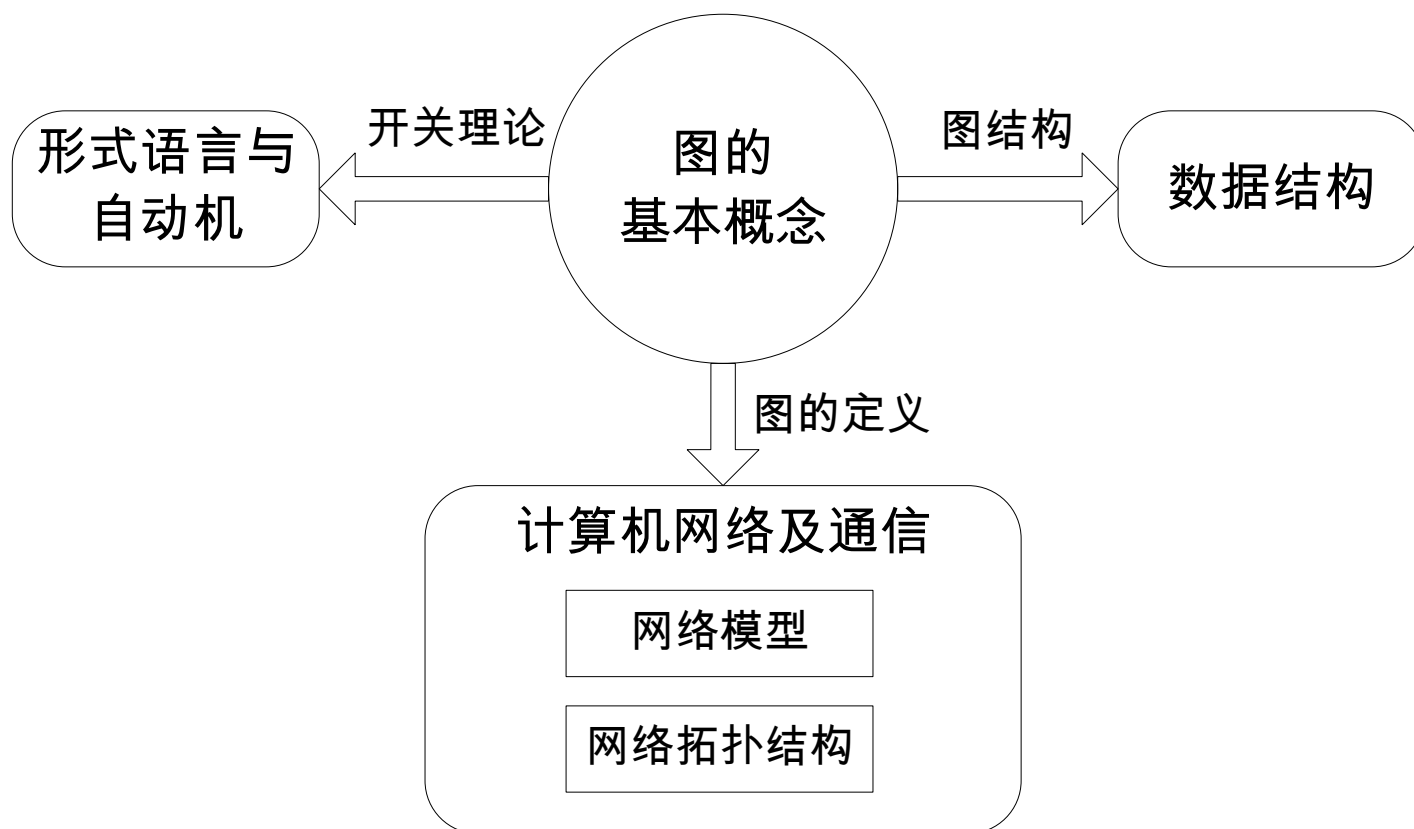 开关理论
图结构
形式语言与
自动机
图的
基本概念
数据结构
图的定义
计算机网络及通信
网络模型
网络拓扑结构